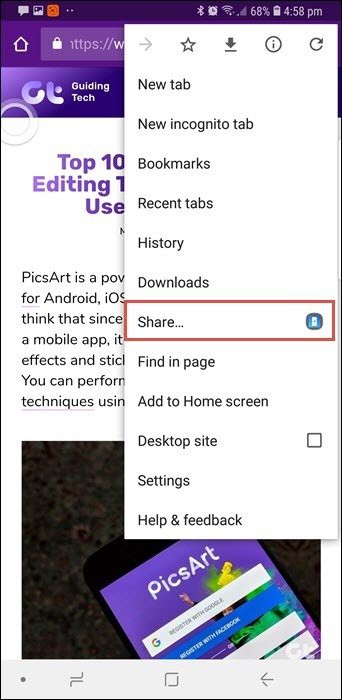 68% 4:58 pm
https://w
Guiding
Tech
New tab
New incognito tab
Bookmarks
Recent tabs
History
Downloads
Share...
Find in page
Add to Home screen
Desktop site
Settings
Help & feedback
Top 10
Editing T
Use
M
PicsArt is a pow
for Android, iOS
think that since
a mobile app, it
effects and stick
You can perform
techniques usin
PicsArt
G REGISTER WITH GOOGLE
REGISTER WITH FACEBOOK
OR